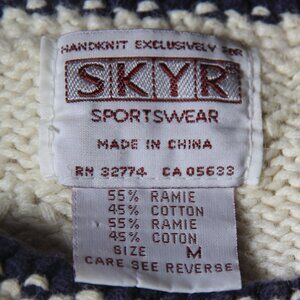 HANDKNIT EXCLUSIVELY FOR
SKYR
SPORTSWEAR
MADE IN CHINA
RN 32774 CA 05633
55% RAMIE
45% COTTON
55% RAMIE
45% COTON
SIZE M
CARE SEE REVERSE